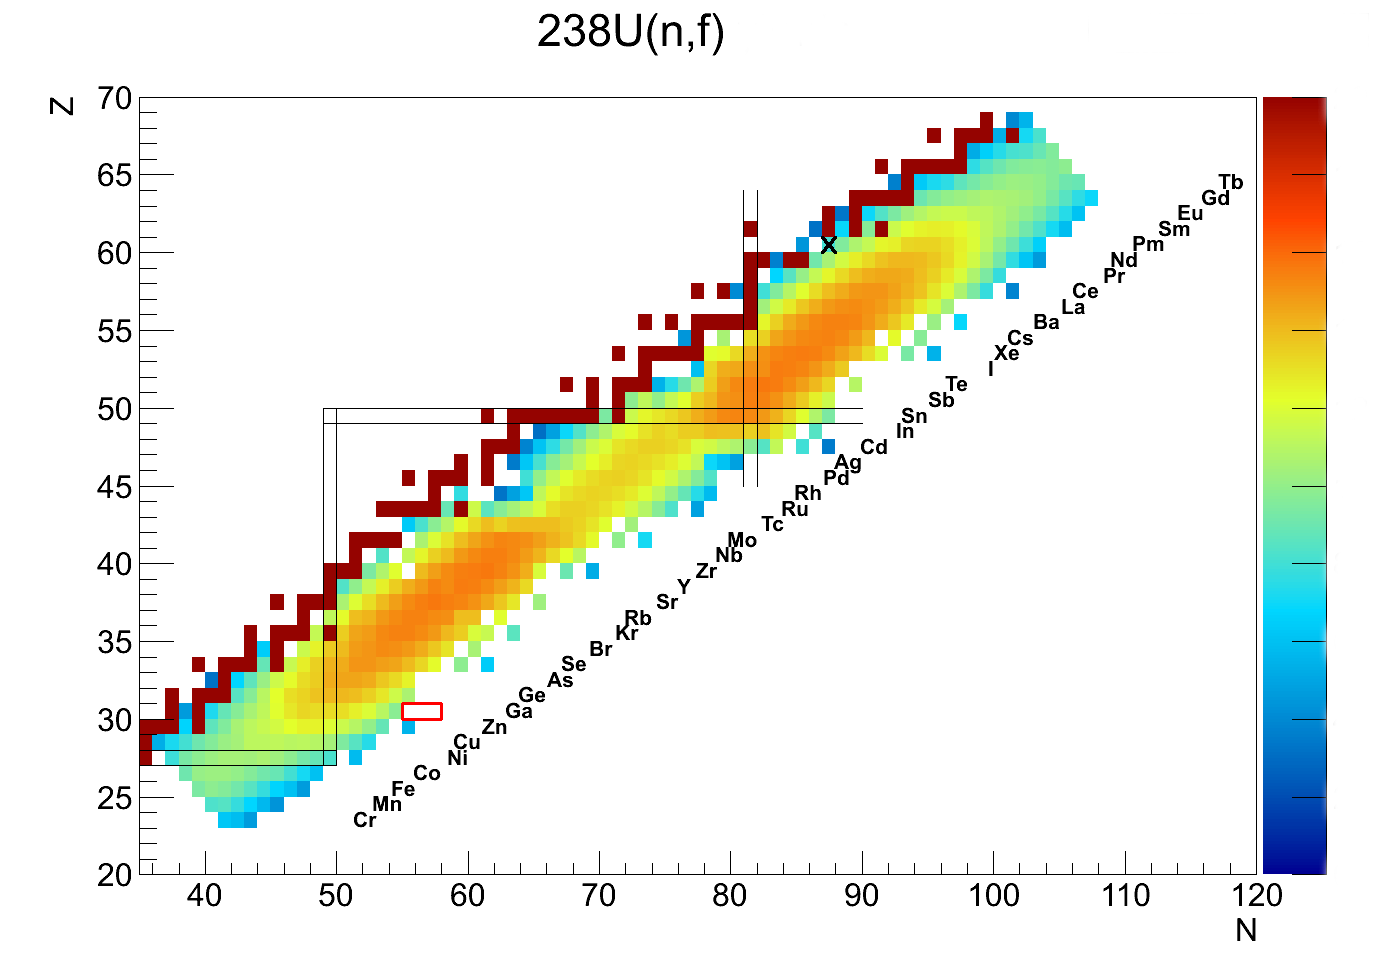 238U(n,f)
Z
70
65
60
55
50
45
40
35
30
25
20
Tb
Gd
Eu
Sm
Pm
Nd
Pr
Ce
La
Ba
Cs
Xe
I
Te
Sb
Sn
In
Cd
Ag
Pd
Rh
Ru
Tc
Mo
Nb
Zr
Y
Sr
Rb
Kr
Br
Se
As
Ge
Ga
Zn
Cu
Ni
Co
Fe
Mn
Cr
X
40 50 60 70 80 90 100 110 120
N